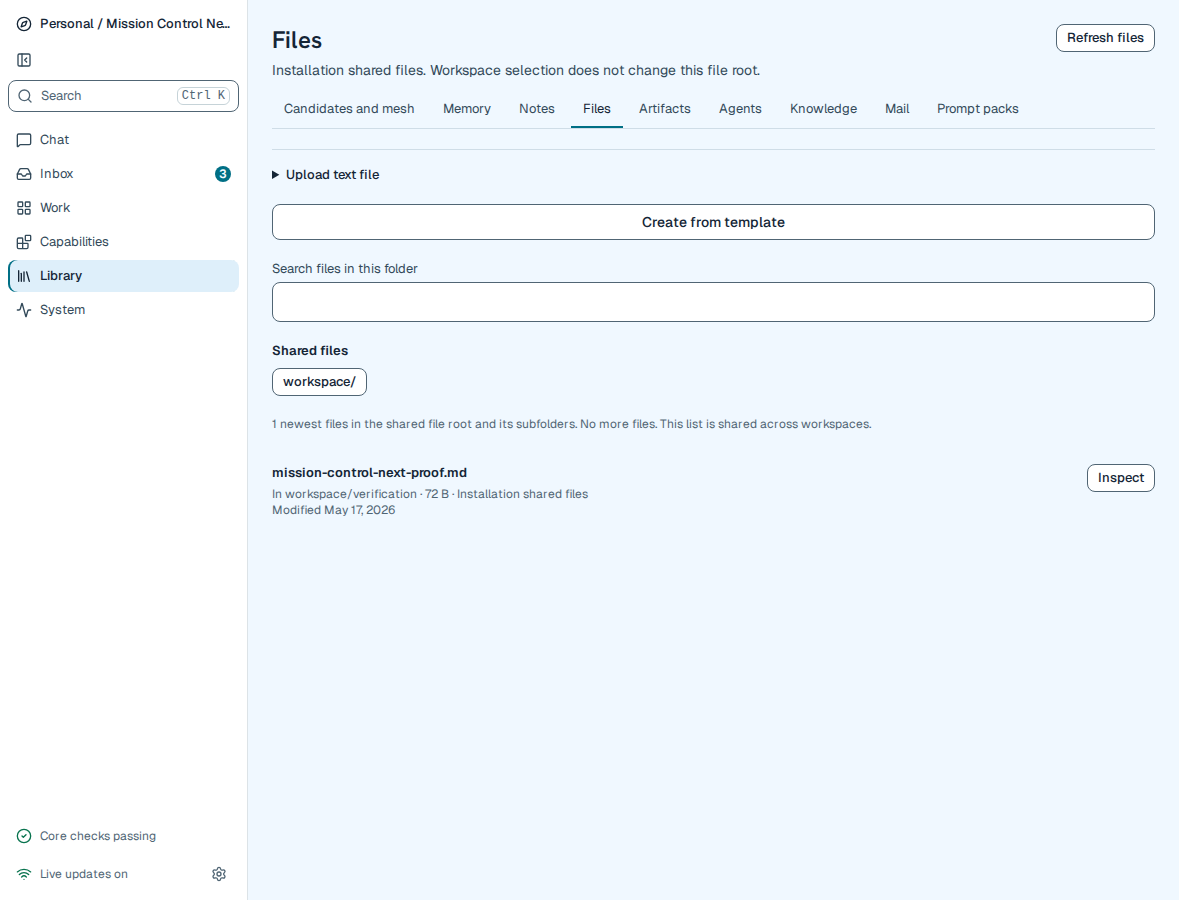 Personal / Mission Control Ne...
Search
Ctrl K
Chat
Inbox
3
Work
Capabilities
Library
System
Core checks passing
Live updates on
Files
Refresh files
Installation shared files. Workspace selection does not change this file root.
Candidates and mesh
Memory
Notes
Files
Artifacts
Agents
Knowledge
Mail
Prompt packs
Upload text file
Create from template
Search files in this folder
Shared files
workspace/
1 newest files in the shared file root and its subfolders. No more files. This list is shared across workspaces.
mission-control-next-proof.md
Inspect
In workspace/verification · 72 B · Installation shared files
Modified May 17, 2026